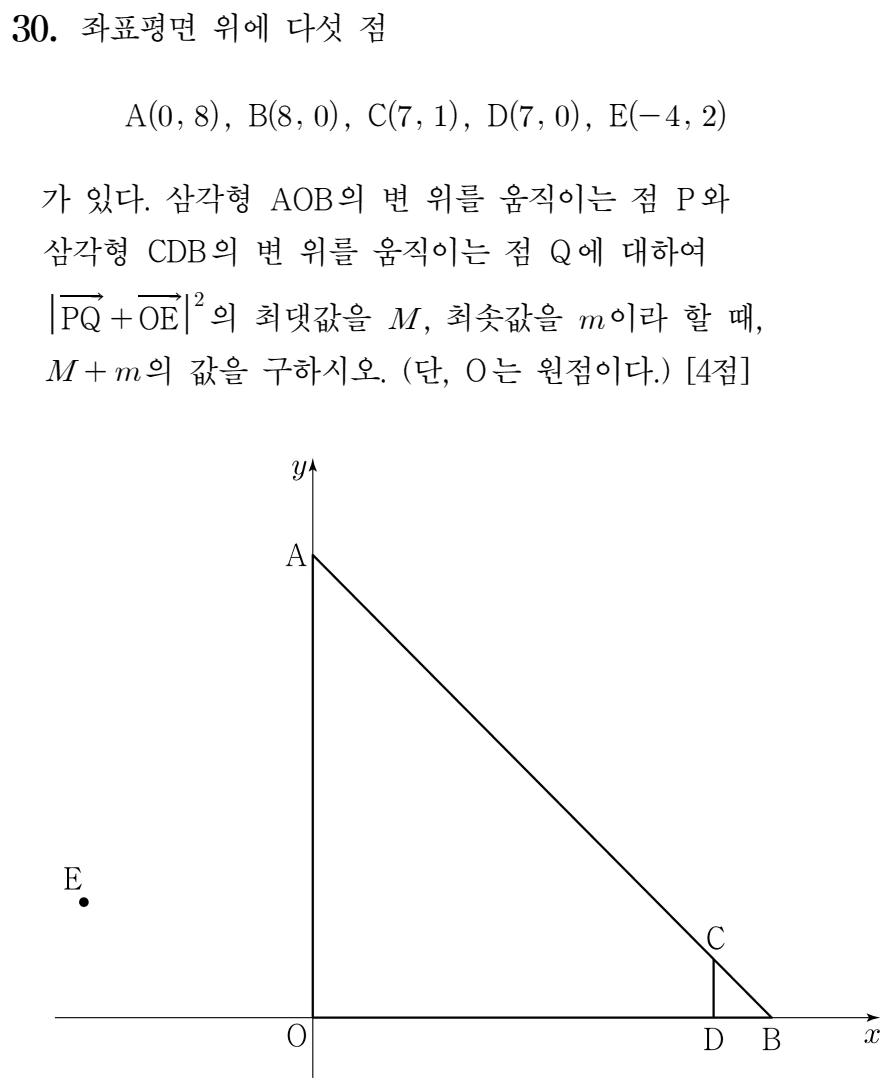 30. 좌표평면 위에 다섯 점
A(0, 8), B(8, 0), C(7, 1), D(7, 0), E(−4, 2)
가 있다. 삼각형 AOB의 변 위를 움직이는 점 P와
삼각형 CDB의 변 위를 움직이는 점 Q에 대하여
|\overrightarrow{PQ}+\overrightarrow{OE}|²의 최댓값을 M, 최솟값을 m이라 할 때,
M+m의 값을 구하시오. (단, O는 원점이다.) [4점]
y
A
E
C
O
D
B
x